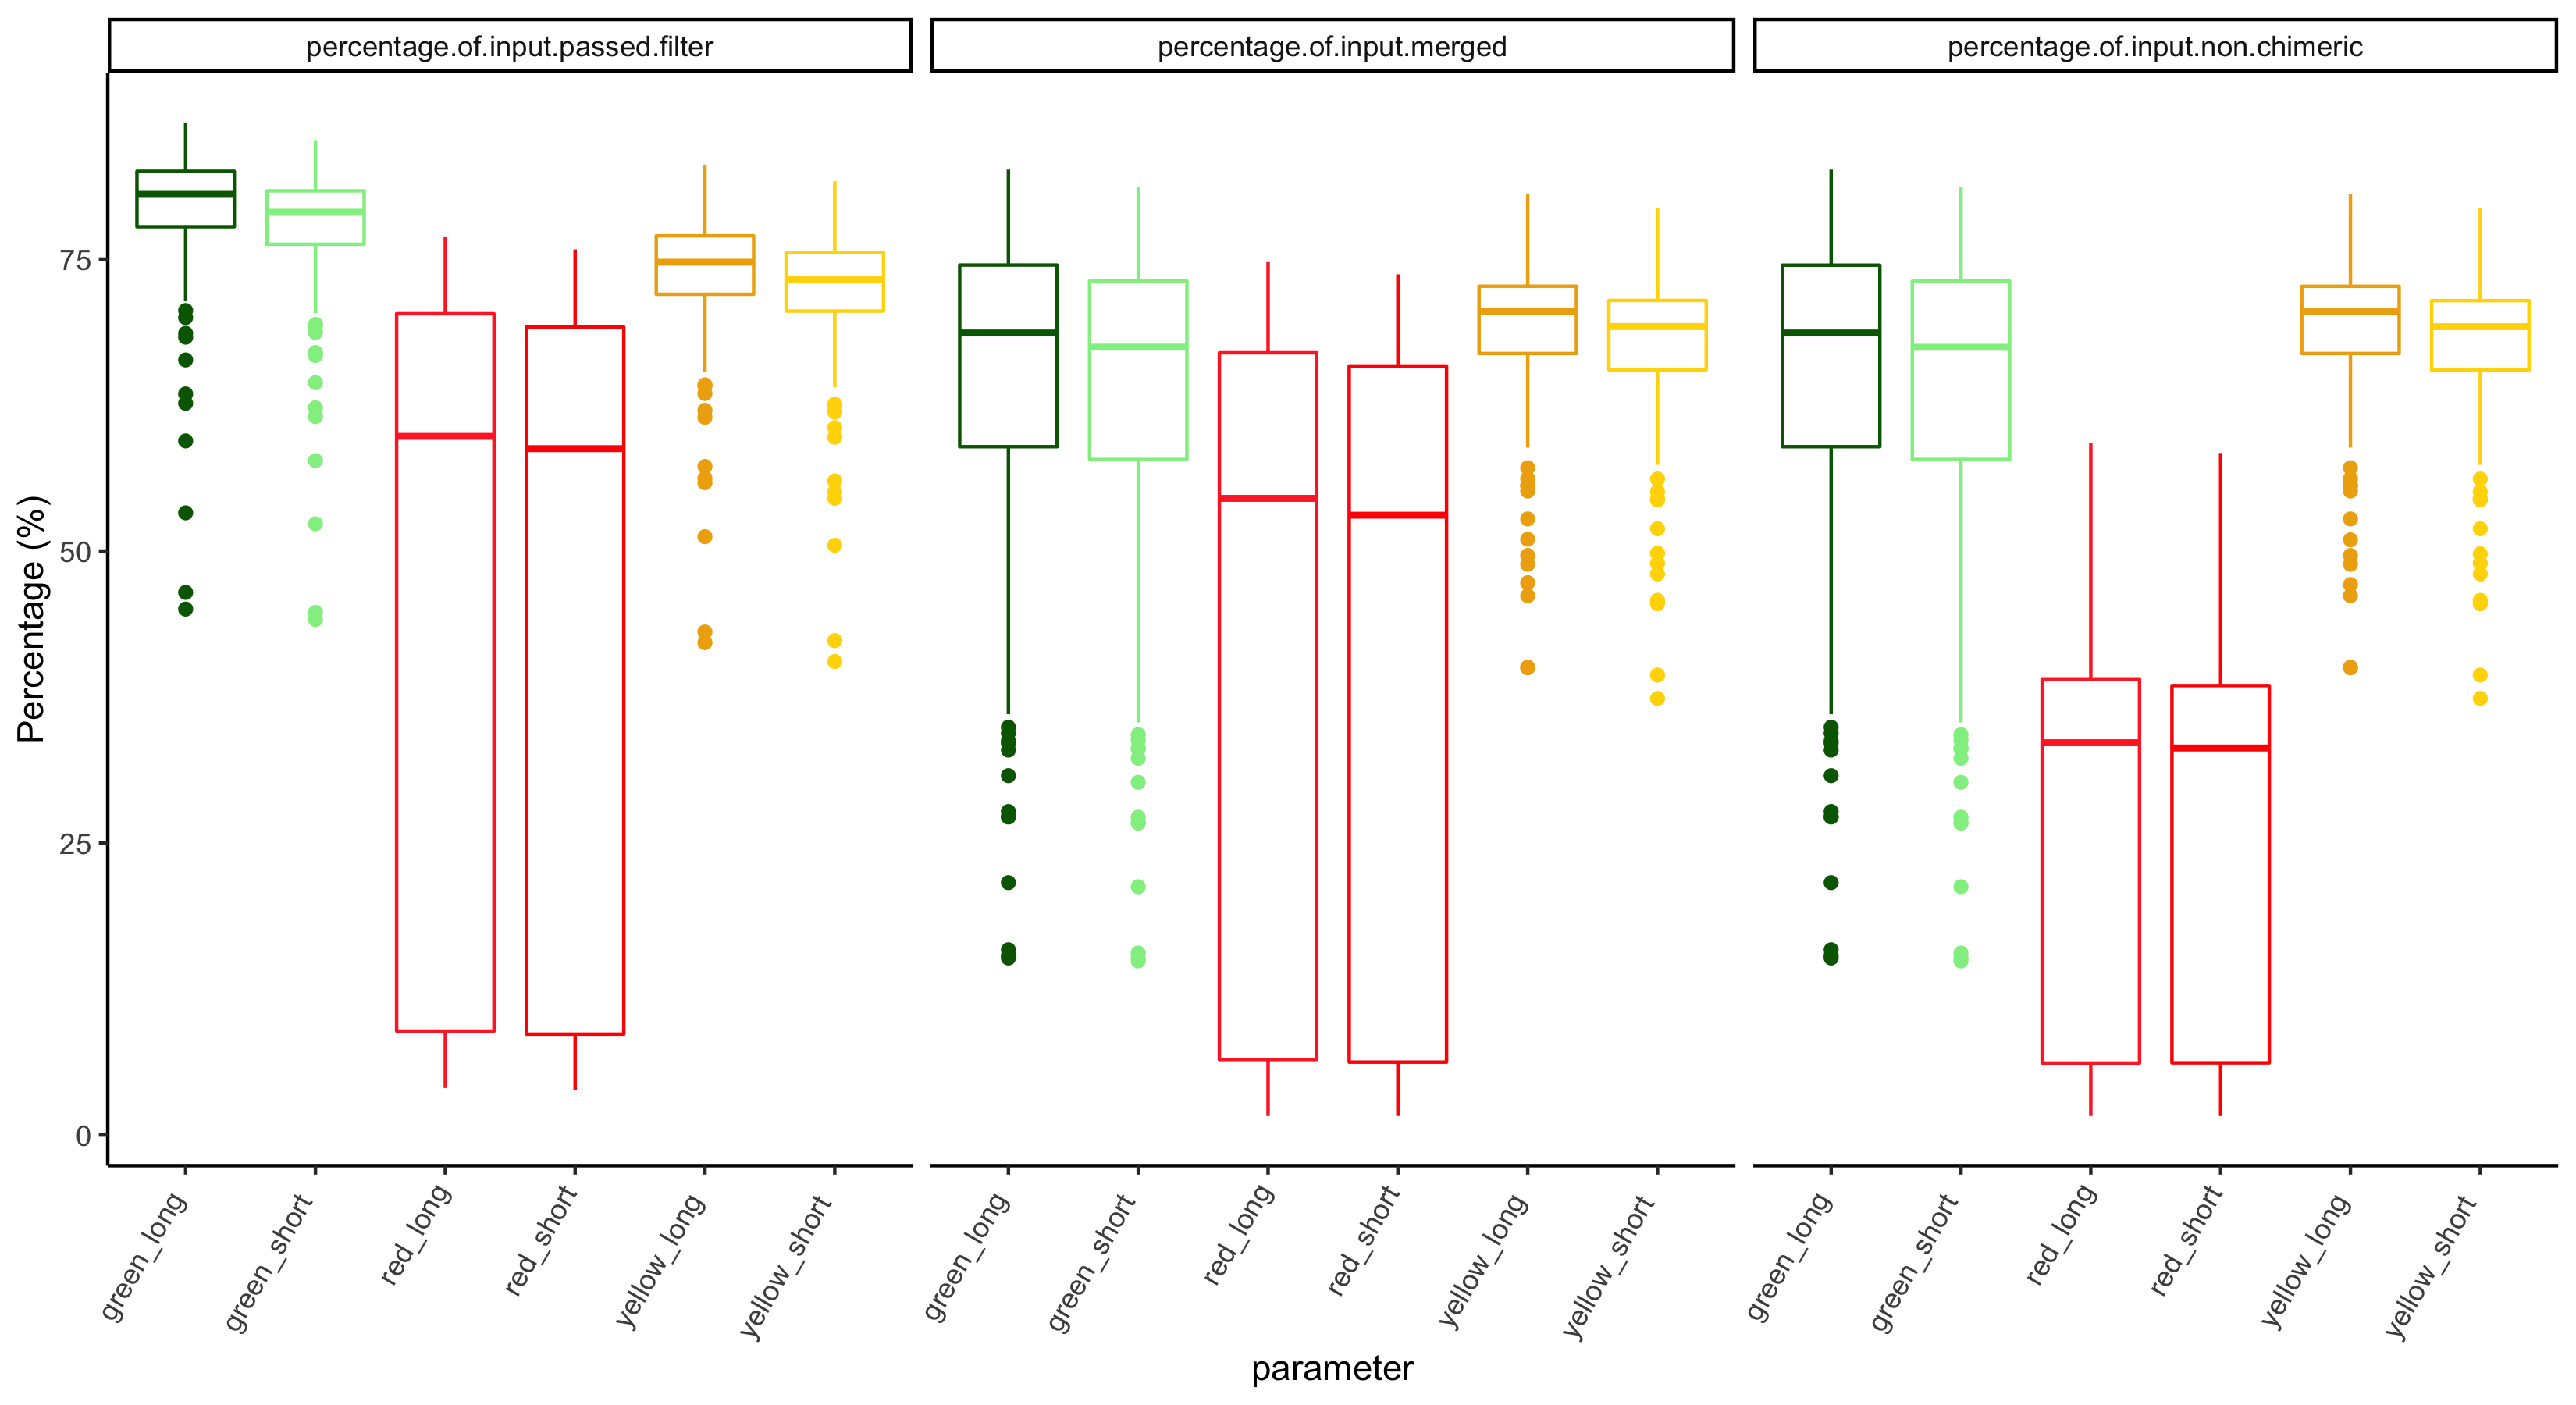 percentage.of.input.passed.filter
percentage.of.input.merged
percentage.of.input.non.chimeric
Percentage (%)
75
50
25
0
green_long
green_short
red_long
red_short
yellow_long
yellow_short
green_long
green_short
red_long
red_short
yellow_long
yellow_short
green_long
green_short
red_long
red_short
yellow_long
yellow_short
parameter